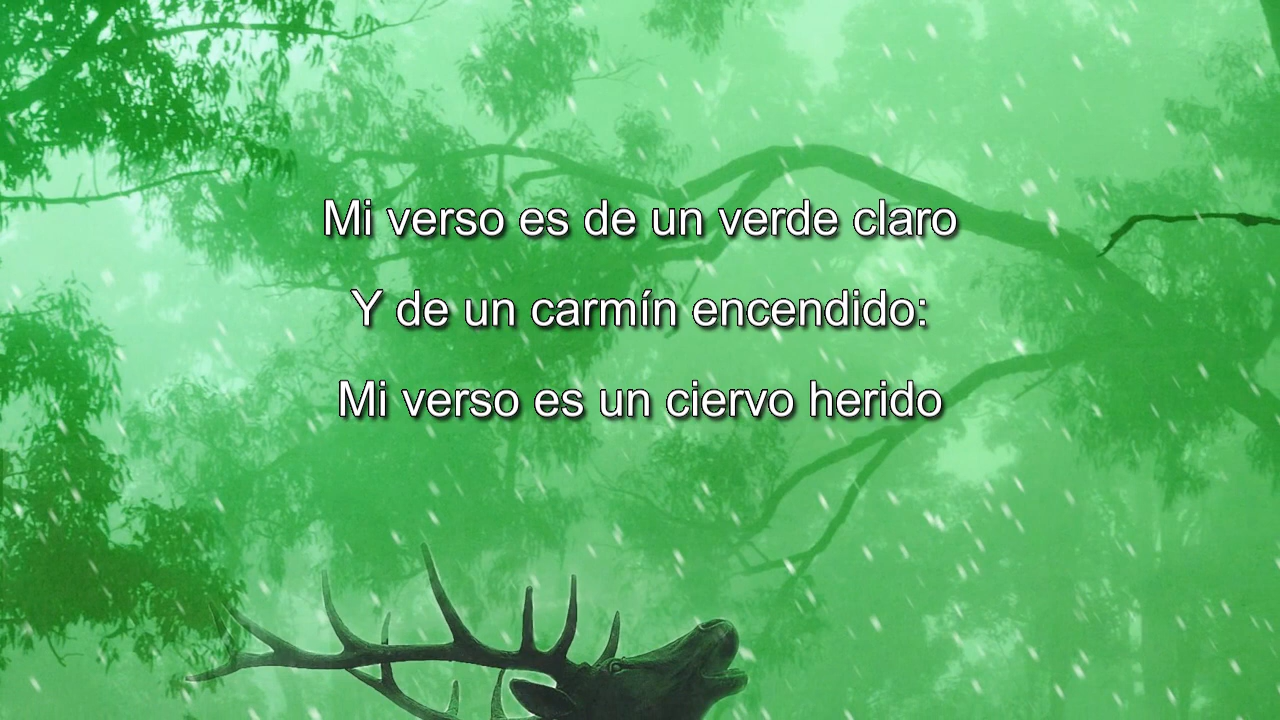 Mi verso es de un verde claro
Y de un carmín encendido:
Mi verso es un ciervo herido